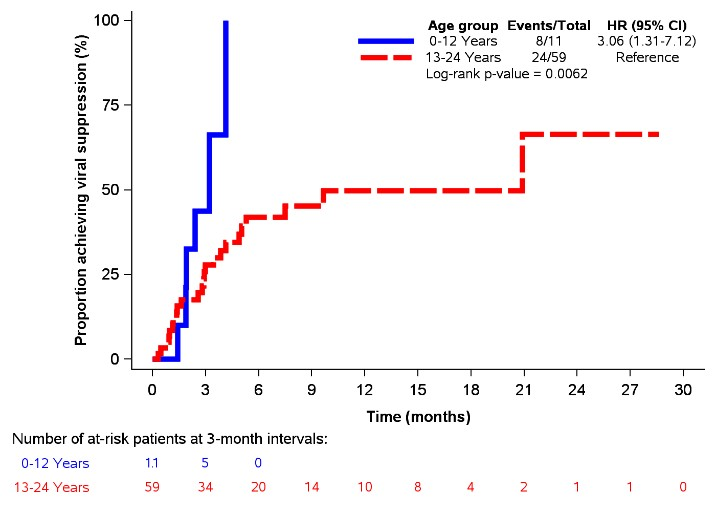 Age group Events/Total HR (95% CI)
0-12 Years 8/11 3.06 (1.31-7.12)
13-24 Years 24/59 Reference
Log-rank p-value = 0.0062
Proportion achieving viral suppression (%)
100
75
50
25
0
0 3 6 9 12 15 18 21 24 27 30
Time (months)
Number of at-risk patients at 3-month intervals:
0-12 Years 11 5 0
13-24 Years 59 34 20 14 10 8 4 2 1 1 0